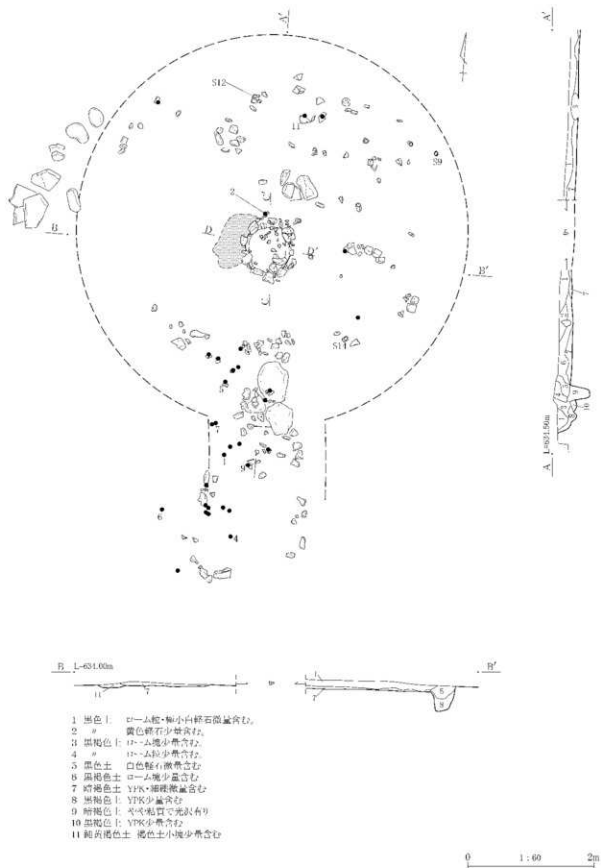 A'
A'
S12
11
S9
2
C'
B
D
D'
B'
S14
5
7
1
9
6
4
9
10
L=634.00m
A
B L=634.00m
B'
1
11
7
7
8
8
1 黒色土 ローム粒・極小白軽石微量含む。
2 〃 黄色軽石少量含む。
3 黒褐色土 ローム塊少量含む。
4 〃 ローム粒少量含む。
5 黒色土 白色軽石微量含む
6 黒褐色土 ローム塊少量含む
7 暗褐色土 YPK・細礫微量含む
8 黒褐色土 YPK少量含む
9 暗褐色土 やや粘質で光沢有り
10 黒褐色土 YPK少量含む
11 純黄褐色土 褐色土小塊少量含む
0 1:60 2m